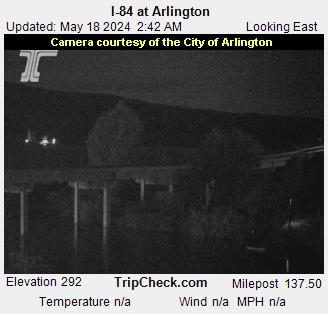 I-84 at Arlington
Updated: May 18 2024 2:42 AM Looking East
Camera courtesy of the City of Arlington
Elevation 292 TripCheck.com Milepost 137.50
Temperature n/a Wind n/a MPH n/a